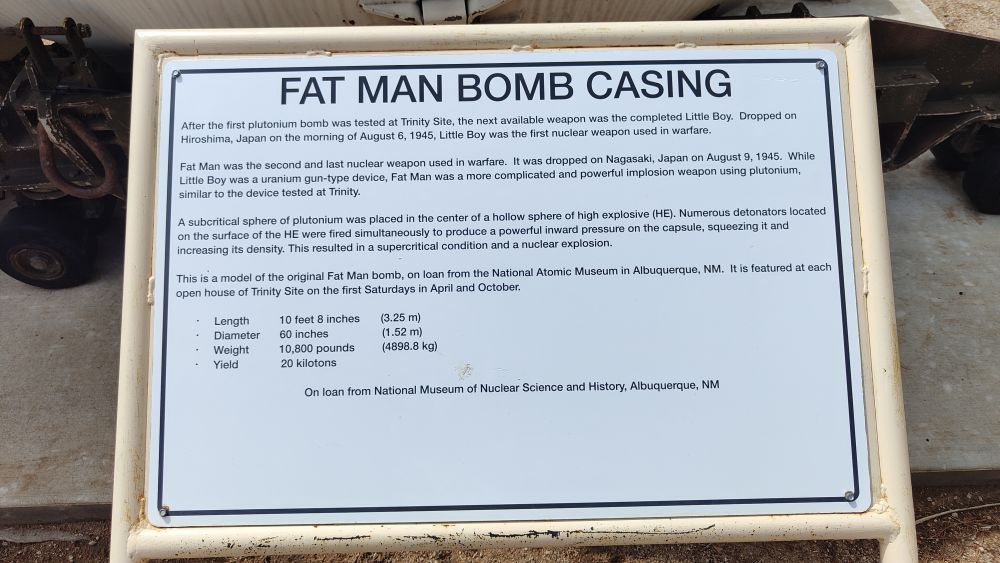 FAT MAN BOMB CASING
After the first plutonium bomb was tested at Trinity Site, the next available weapon was the completed Little Boy. Dropped on
Hiroshima, Japan on the morning of August 6, 1945, Little Boy was the first nuclear weapon used in warfare.
Fat Man was the second and last nuclear weapon used in warfare. It was dropped on Nagasaki, Japan on August 9, 1945. While
Little Boy was a uranium gun-type device, Fat Man was a more complicated and powerful implosion weapon using plutonium,
similar to the device tested at Trinity.
A subcritical sphere of plutonium was placed in the center of a hollow sphere of high explosive (HE). Numerous detonators located
on the surface of the HE were fired simultaneously to produce a powerful inward pressure on the capsule, squeezing it and
increasing its density. This resulted in a supercritical condition and a nuclear explosion.
This is a model of the original Fat Man bomb, on loan from the National Atomic Museum in Albuquerque, NM. It is featured at each
open house of Trinity Site on the first Saturdays in April and October.
· Length 10 feet 8 inches (3.25 m)
· Diameter 60 inches (1.52 m)
· Weight 10,800 pounds (4898.8 kg)
· Yield 20 kilotons
On loan from National Museum of Nuclear Science and History, Albuquerque, NM